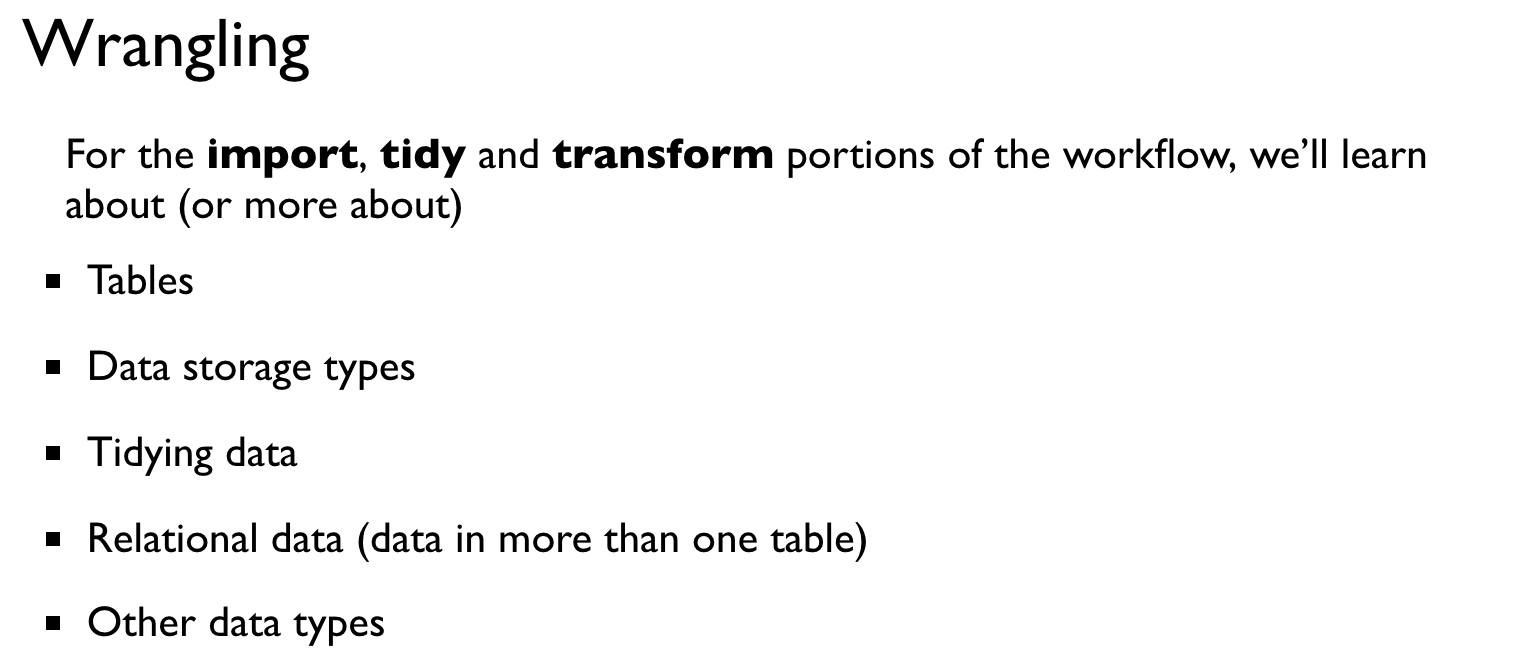 Wrangling
For the import, tidy and transform portions of the workflow, we’ll learn
about (or more about)
▪ Tables
▪ Data storage types
▪ Tidying data
▪ Relational data (data in more than one table)
▪ Other data types